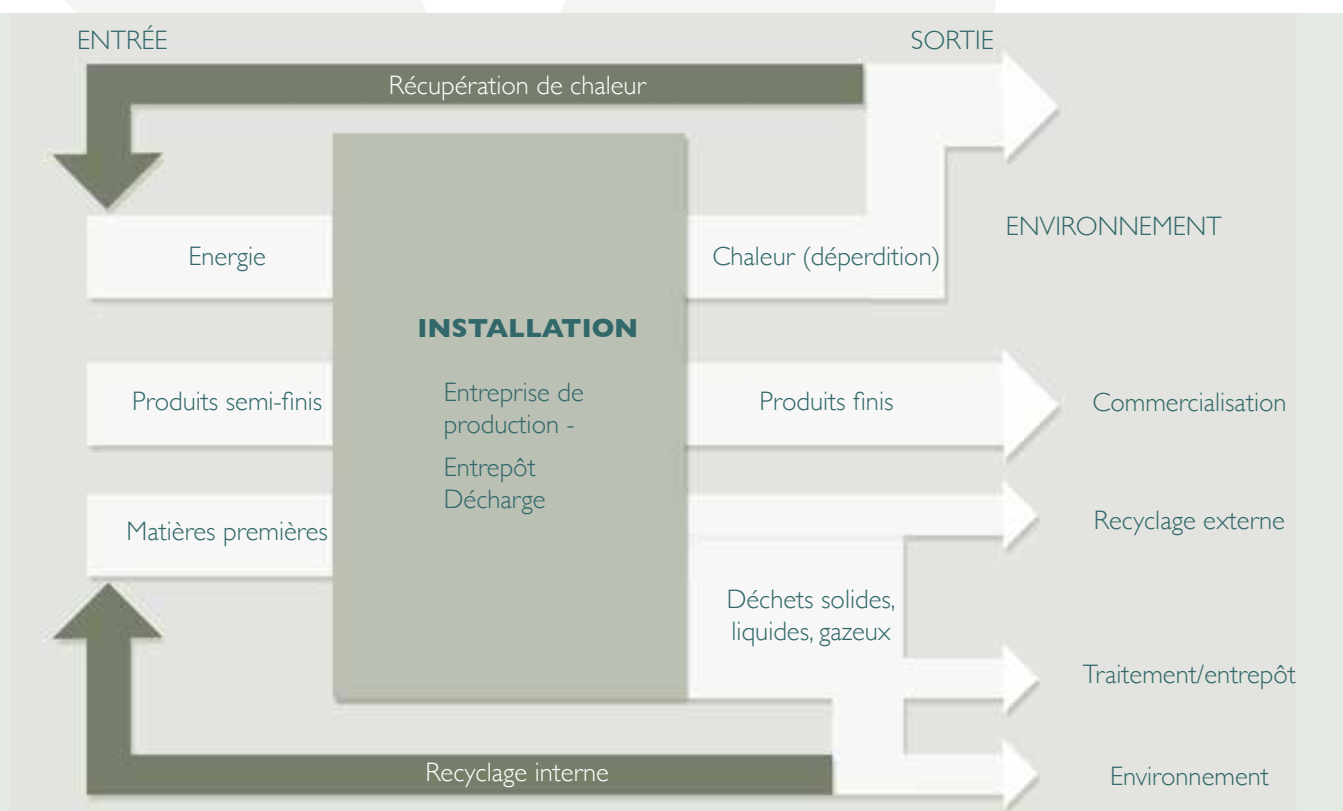 ENTRÉE
SORTIE
Récupération de chaleur
ENVIRONNEMENT
Energie
Chaleur (déperdition)
INSTALLATION
Entreprise de
production -
Entrepôt
Décharge
Produits semi-finis
Produits finis
Commercialisation
Matières premières
Recyclage externe
Déchets solides,
liquides, gazeux
Traitement/entrepôt
Recyclage interne
Environnement